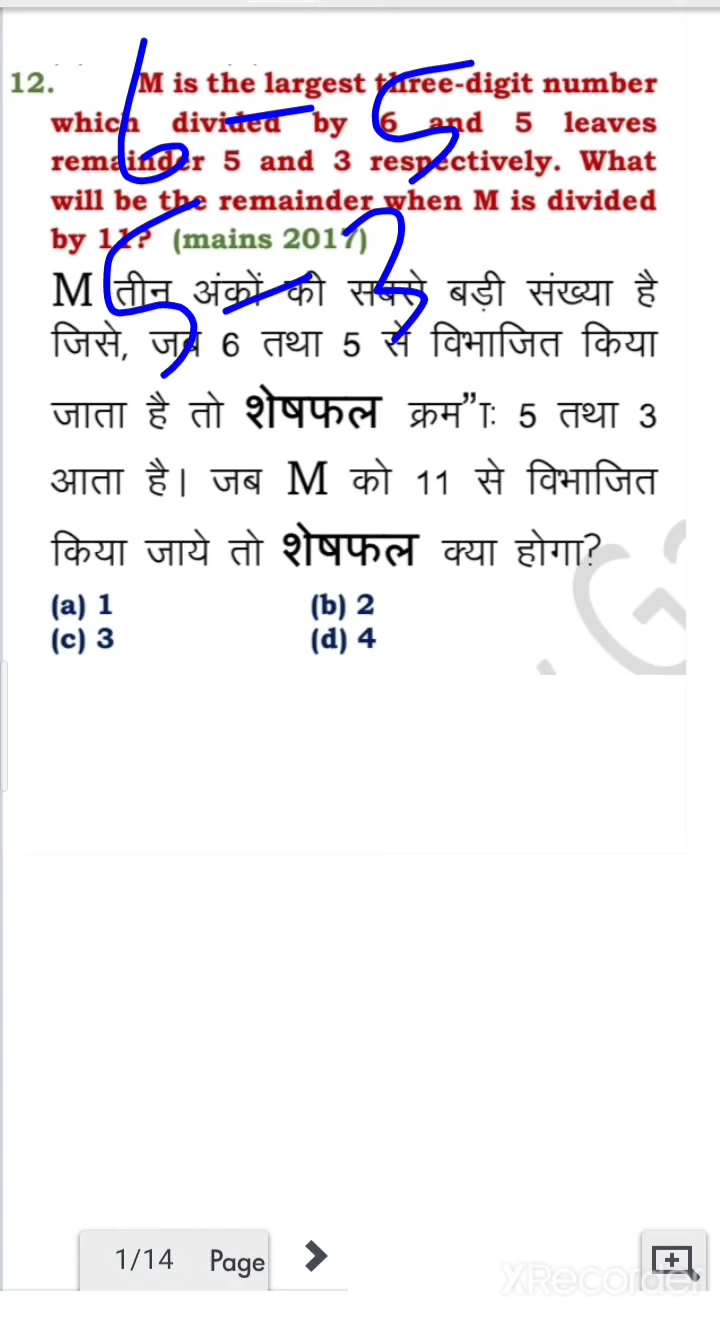 12. M is the largest three-digit number
which divided by 6 and 5 leaves
remainder 5 and 3 respectively. What
will be the remainder when M is divided
by 11? (mains 2017)
6 – 5
5 – 3
M तीन अंकों की सबसे बड़ी संख्या है
जिसे, जब 6 तथा 5 से विभाजित किया
जाता है तो शेषफल क्रम”ाः 5 तथा 3
आता है। जब M को 11 से विभाजित
किया जाये तो शेषफल क्या होगा?
(a) 1 (b) 2
(c) 3 (d) 4
1/14 Page
XRecorder